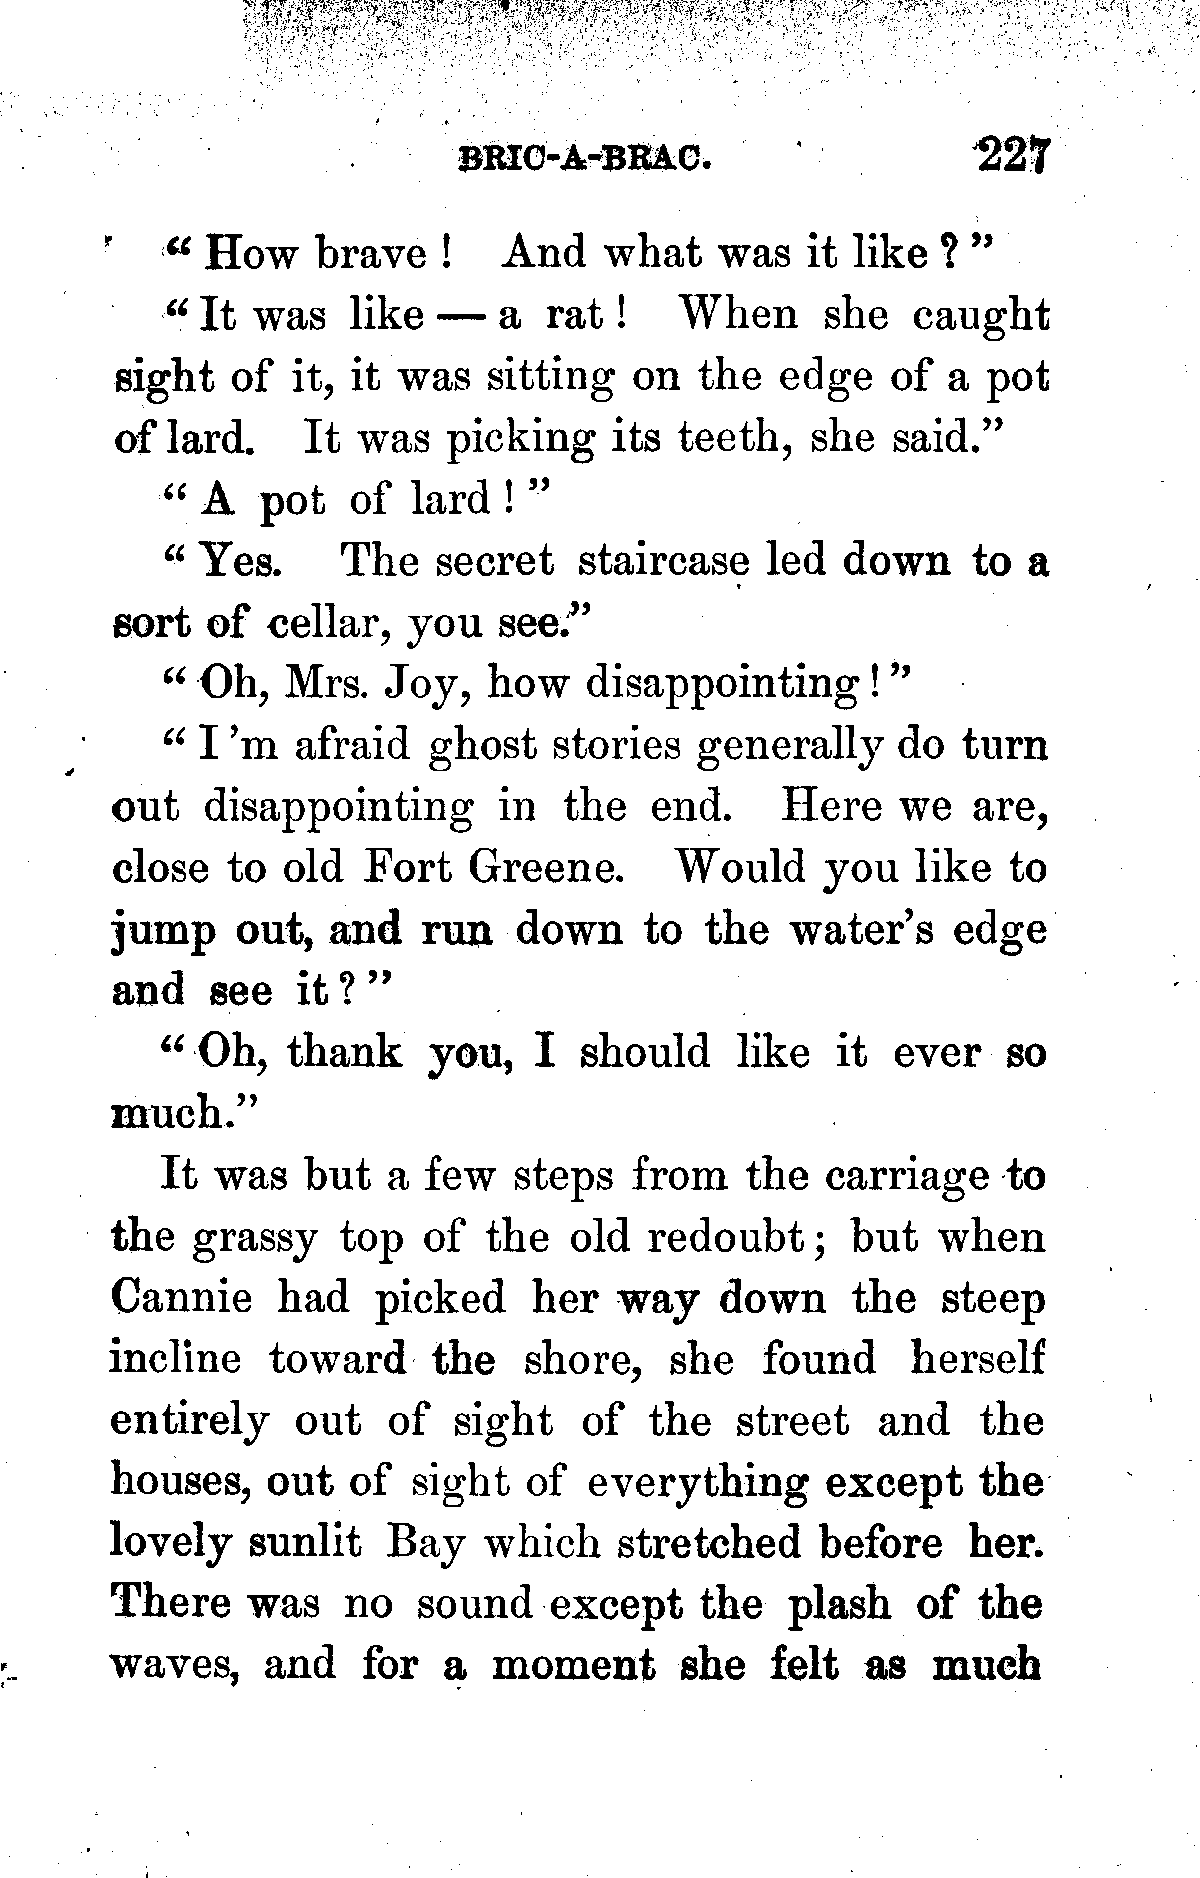 BRIC-A-BRAC. 227
“ How brave ! And what was it like ? ”
“ It was like — a rat ! When she caught
sight of it, it was sitting on the edge of a pot
of lard. It was picking its teeth, she said.”
“ A pot of lard ! ”
“ Yes. The secret staircase led down to a
sort of cellar, you see.”
“ Oh, Mrs. Joy, how disappointing ! ”
“ I ’m afraid ghost stories generally do turn
out disappointing in the end. Here we are,
close to old Fort Greene. Would you like to
jump out, and run down to the water’s edge
and see it ? ”
“ Oh, thank you, I should like it ever so
much.”
It was but a few steps from the carriage to
the grassy top of the old redoubt ; but when
Cannie had picked her way down the steep
incline toward the shore, she found herself
entirely out of sight of the street and the
houses, out of sight of everything except the
lovely sunlit Bay which stretched before her.
There was no sound except the plash of the
waves, and for a moment she felt as much